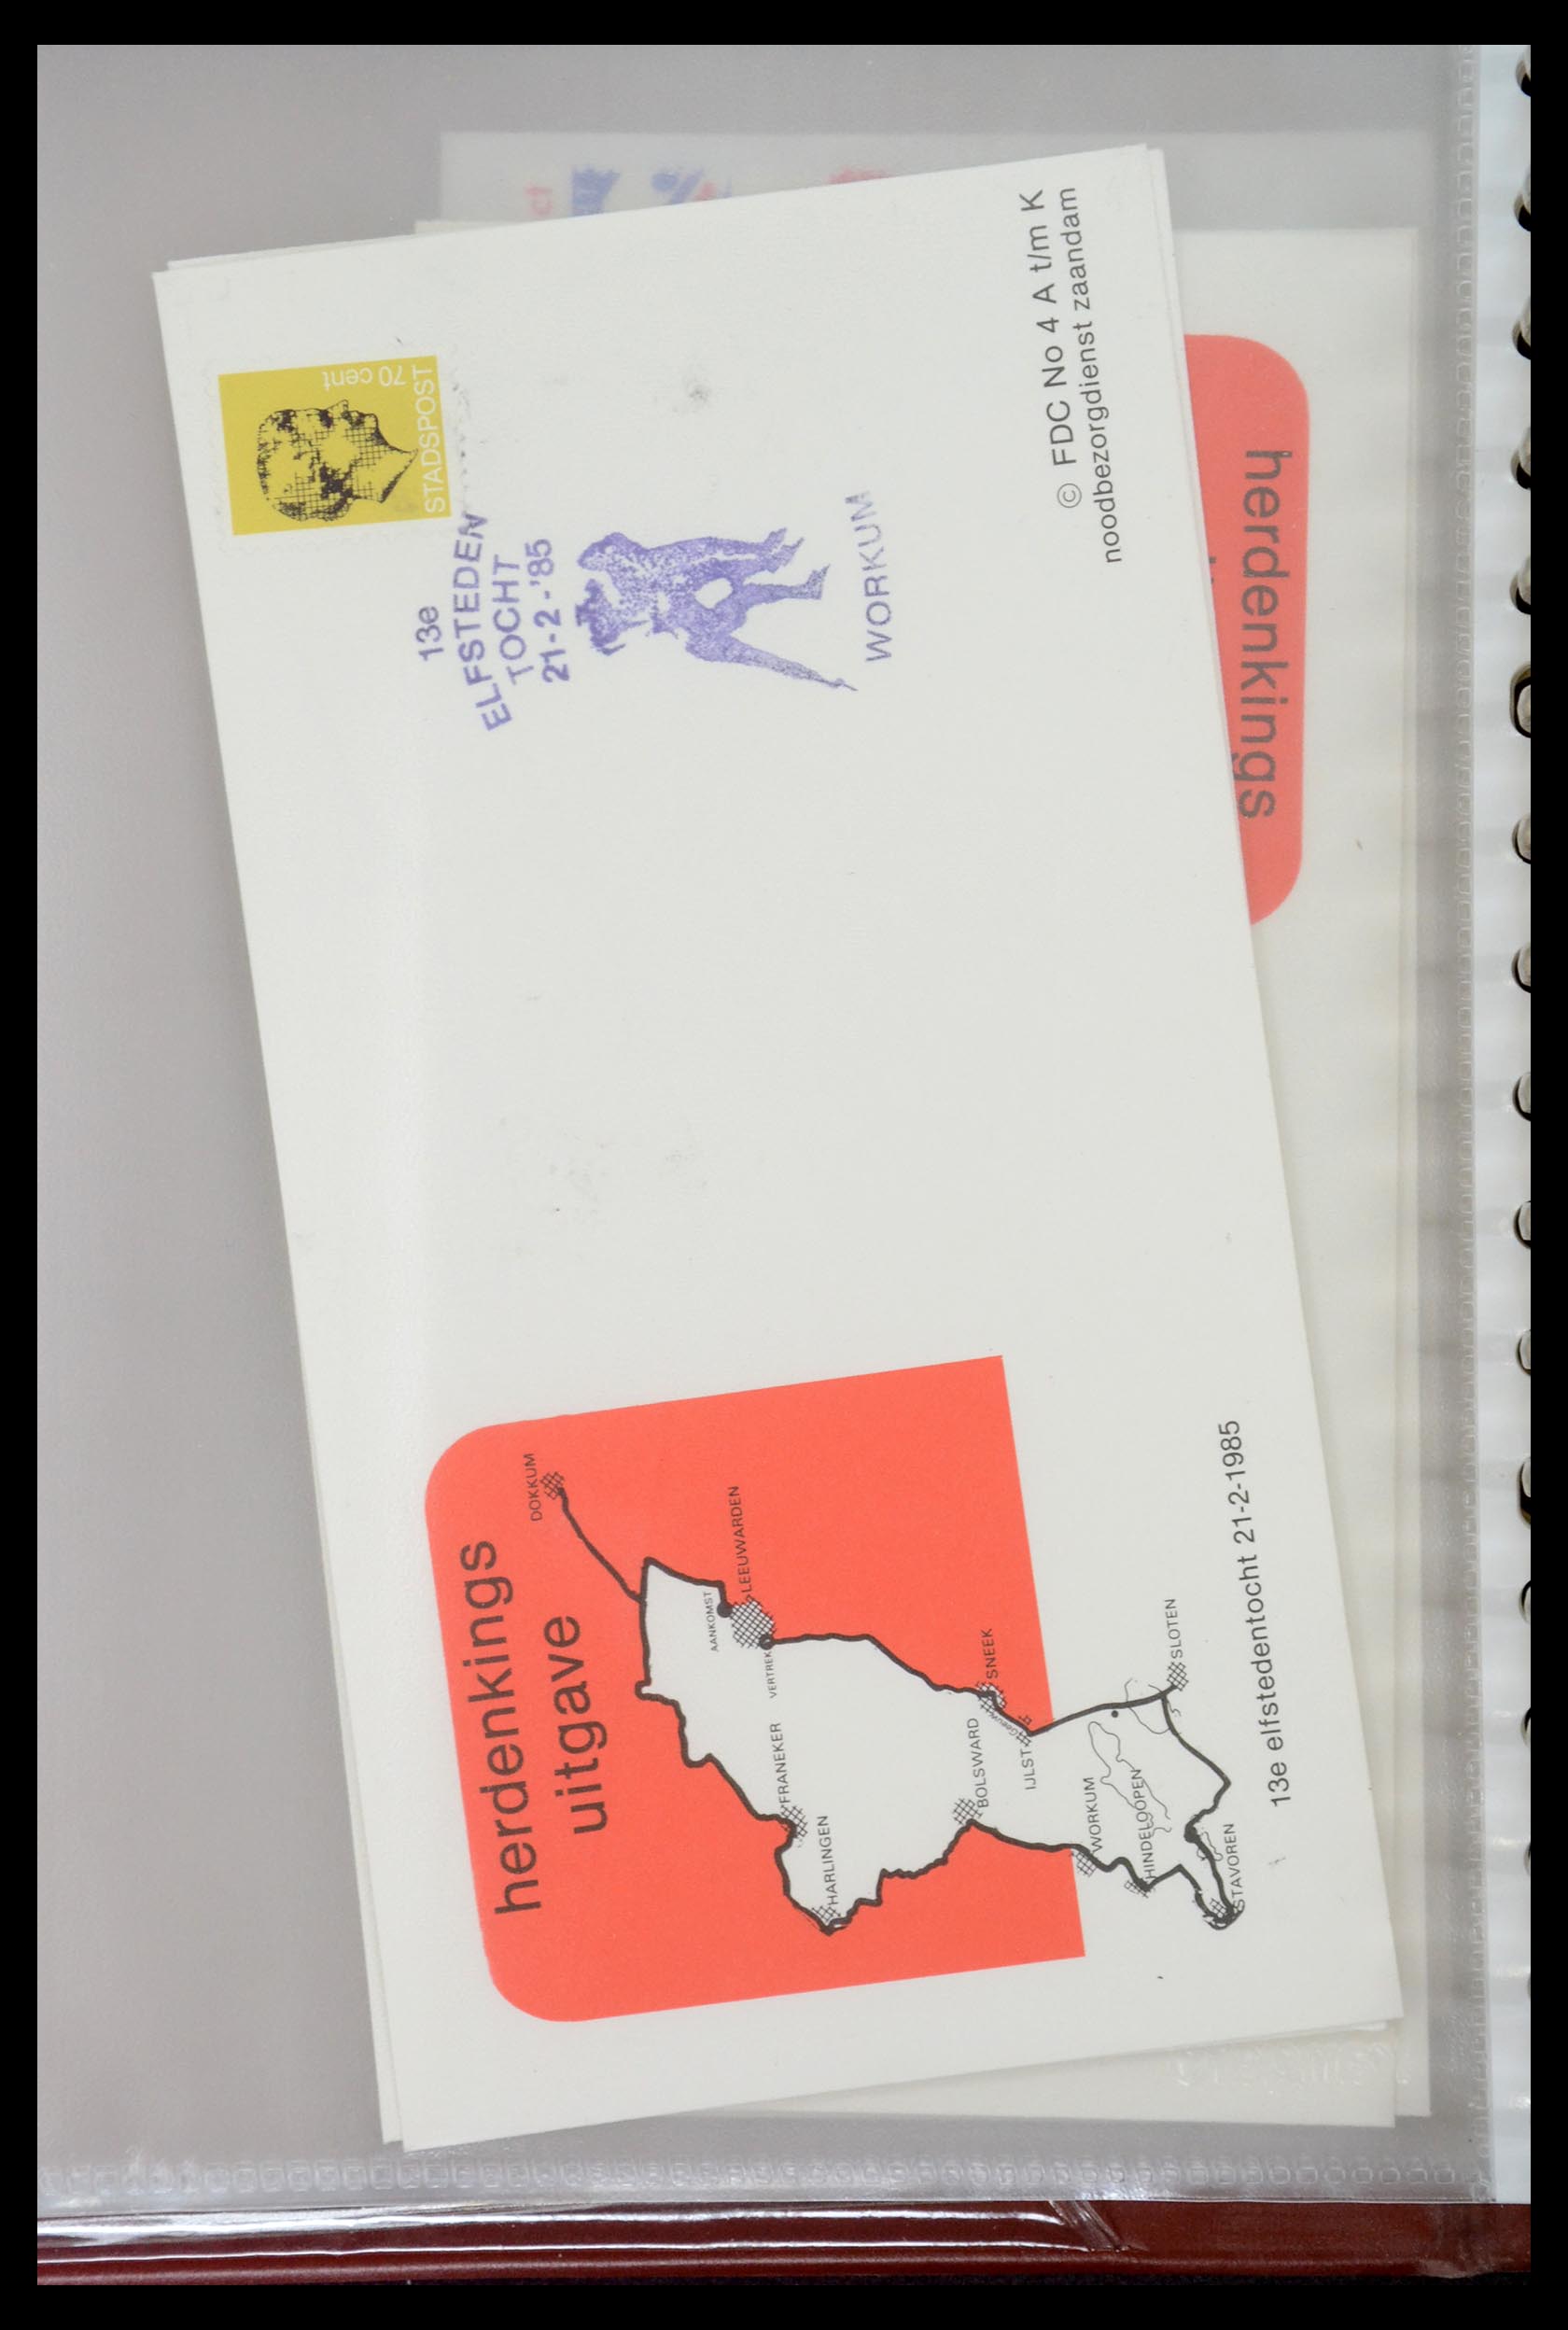 70 cent
STADSPOST
13e
ELFSTEDEN
TOCHT
21-2-'85
WORKUM
© FDC No 4 A t/m K
noodbezorgdienst zaandam
herdenkings
uitgave
DOKKUM
LEEUWARDEN
AANKOMST
VERTREK
FRANEKER
HARLINGEN
SNEEK
BOLSWARD
IJLST
SLOTEN
WORKUM
HINDELOOPEN
STAVOREN
13e elfstedentocht 21-2-1985
herdenkings
ct